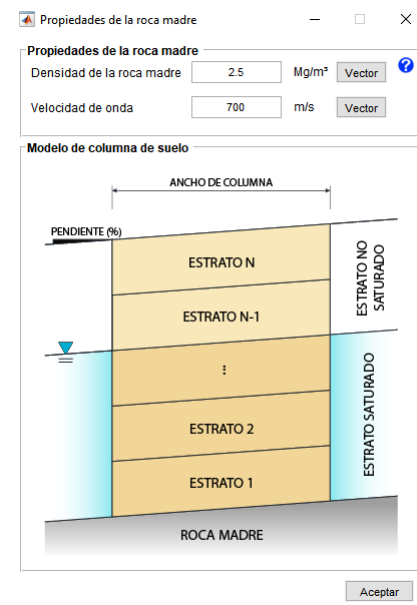 Propiedades de la roca madre
Propiedades de la roca madre
Densidad de la roca madre 2.5 Mg/m³ Vector ?
Velocidad de onda 700 m/s Vector
Modelo de columna de suelo
ANCHO DE COLUMNA
PENDIENTE (%)
ESTRATO N
ESTRATO NO SATURADO
ESTRATO N-1
⋮
ESTRATO 2
ESTRATO SATURADO
ESTRATO 1
ROCA MADRE
Aceptar